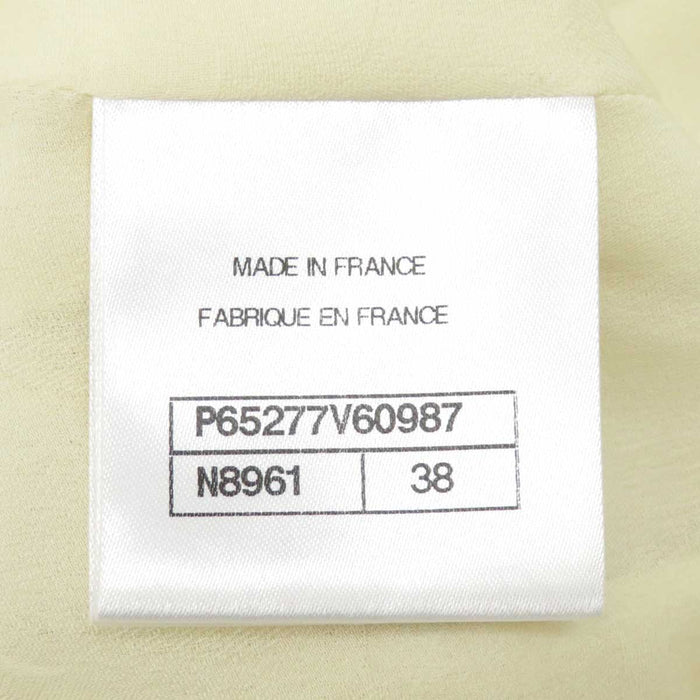 MADE IN FRANCE
FABRIQUE EN FRANCE
P65277V60987
N8961 38